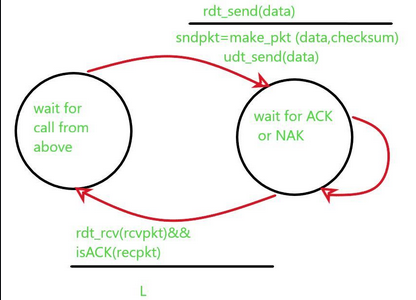 rdt_send(data)
sndpkt=make_pkt (data,checksum)
udt_send(data)
wait for
call from
above
wait for ACK
or NAK
rdt_rcv(rcvpkt)&&
isACK(recpkt)
L